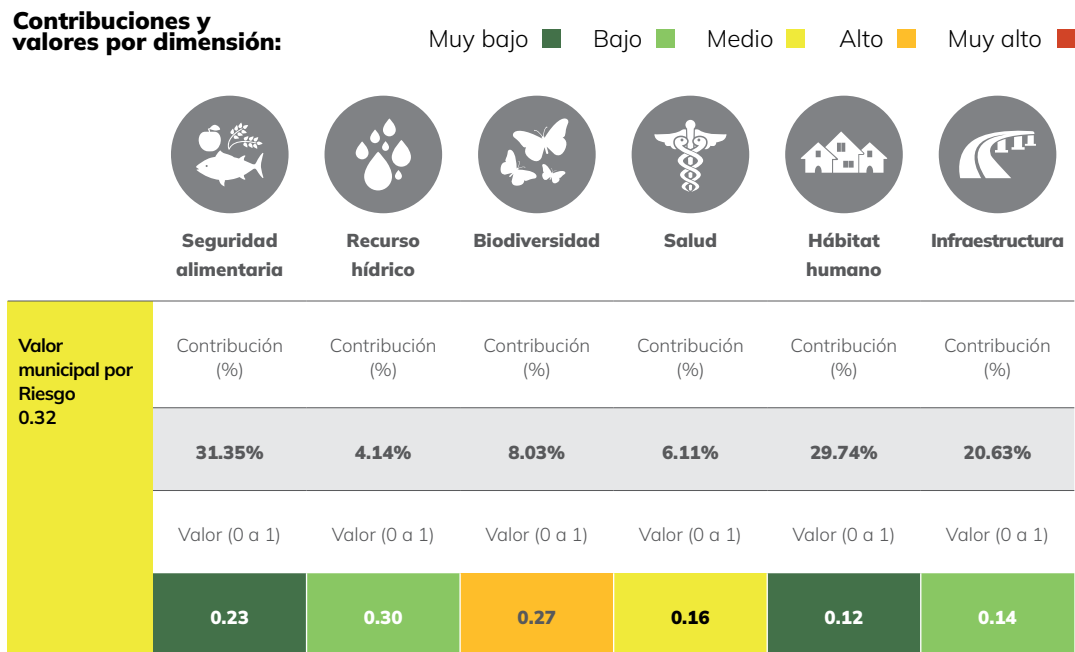 Contribuciones y
valores por dimensión:
Muy bajo Bajo Medio Alto Muy alto
Seguridad alimentaria
Recurso hídrico
Biodiversidad
Salud
Hábitat humano
Infraestructura
Valor
municipal por
Riesgo
0.32
Contribución (%) Contribución (%) Contribución (%) Contribución (%) Contribución (%) Contribución (%)
31.35% 4.14% 8.03% 6.11% 29.74% 20.63%
Valor (0 a 1) Valor (0 a 1) Valor (0 a 1) Valor (0 a 1) Valor (0 a 1) Valor (0 a 1)
0.23 0.30 0.27 0.16 0.12 0.14